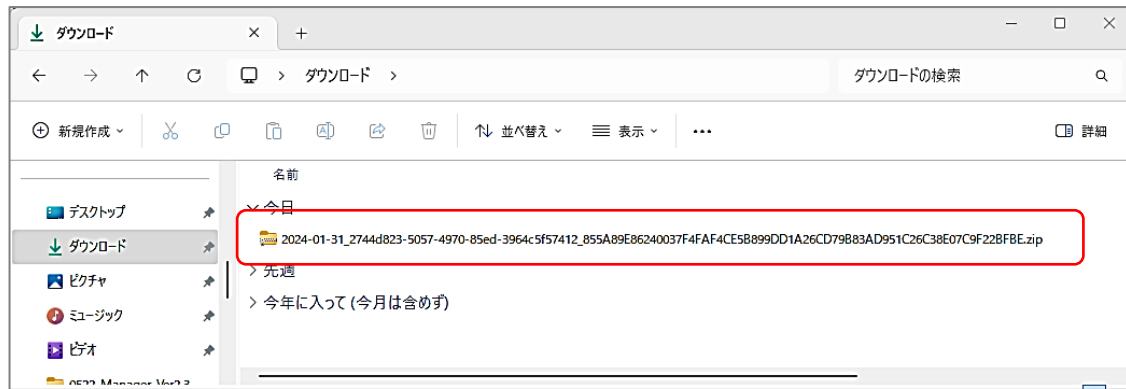 ダウンロード
ダウンロード
ダウンロードの検索
新規作成
並べ替え
表示
詳細
名前
デスクトップ
今日
ダウンロード
2024-01-31_2744d823-5057-4970-85ed-3964c5f57412_855A89E86240037F4FAF4CE5B899DD1A26CD79B83AD951C26C38E07C9F22BFBE.zip
ピクチャ
先週
ミュージック
今年に入って (今月は含めず)
ビデオ